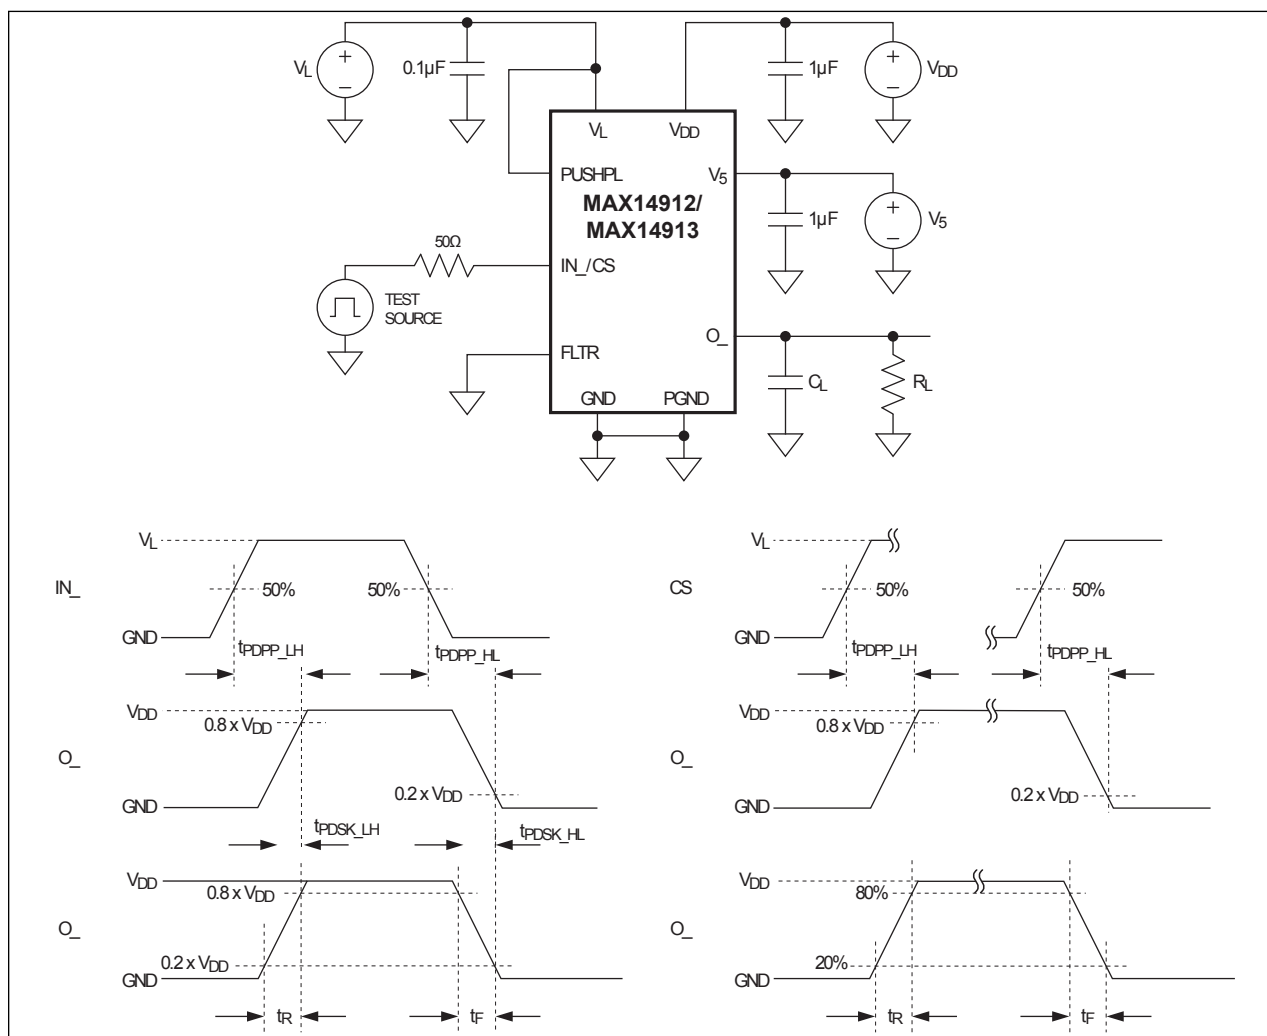 V_L
0.1µF
1µF
V_DD
V_L
V_DD
PUSHPL
V_5
MAX14912/
MAX14913
1µF
V_5
50Ω
IN_/CS
TEST
SOURCE
O_
FLTR
C_L
R_L
GND
PGND
V_L
IN_
50%
50%
GND
t_PDPP_LH
t_PDPP_HL
V_DD
0.8 x V_DD
O_
0.2 x V_DD
GND
t_PDSK_LH
t_PDSK_HL
V_DD
0.8 x V_DD
O_
0.2 x V_DD
GND
t_R
t_F
V_L
CS
50%
50%
GND
t_PDPP_LH
t_PDPP_HL
V_DD
0.8 x V_DD
O_
0.2 x V_DD
GND
V_DD
80%
O_
20%
GND
t_R
t_F